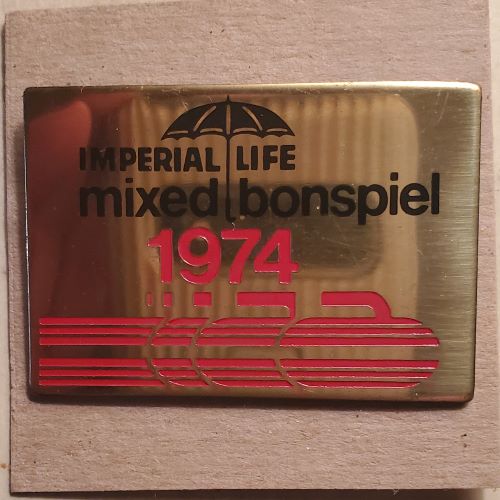 IMPERIAL LIFE
mixed bonspiel
1974